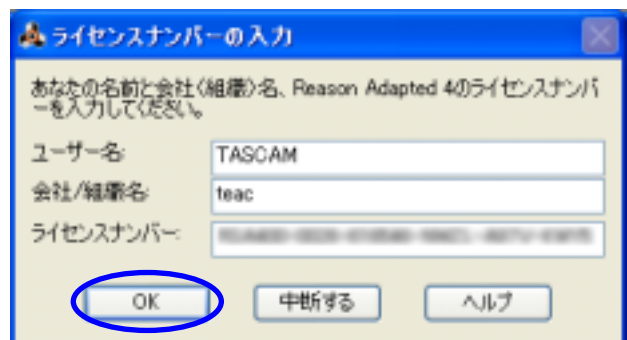 ライセンスナンバーの入力
あなたの名前と会社(組織)名、Reason Adapted 4のライセンスナンバ
ーを入力してください。
ユーザー名: TASCAM
会社/組織名: teac
ライセンスナンバー:
OK 中断する ヘルプ